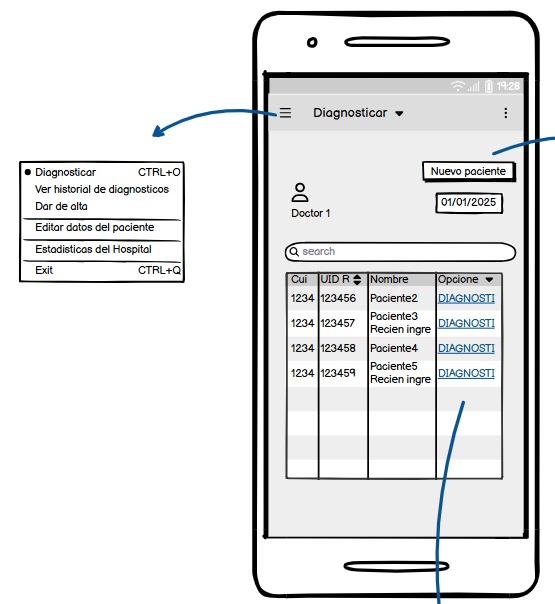 19:28
Diagnosticar
Diagnosticar CTRL+O
Ver historial de diagnosticos
Dar de alta
Editar datos del paciente
Estadisticas del Hospital
Exit CTRL+Q
Nuevo paciente
01/01/2025
Doctor 1
search
Cui UID R Nombre Opcione
1234 123456 Paciente2 DIAGNOSTI
1234 123457 Paciente3 Recien ingre DIAGNOSTI
1234 123458 Paciente4 DIAGNOSTI
1234 123459 Paciente5 Recien ingre DIAGNOSTI